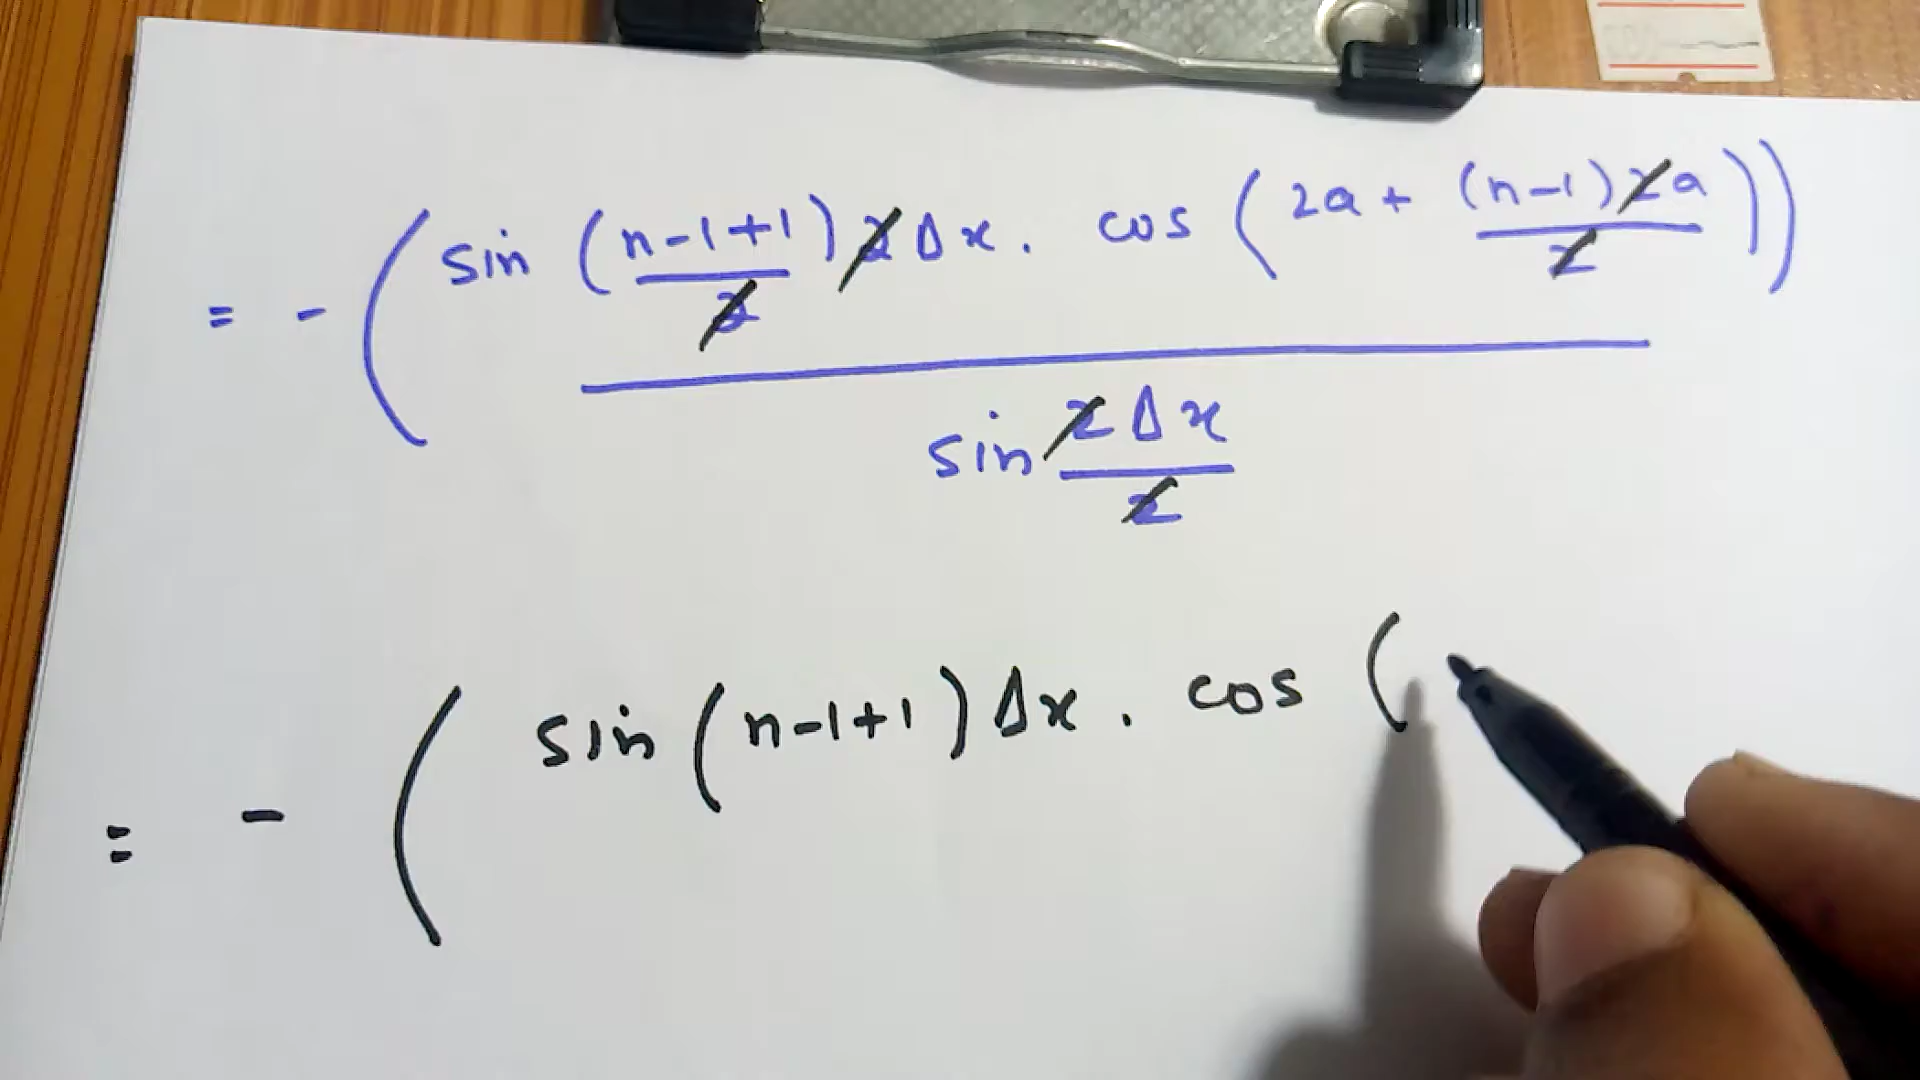 = - ( sin (n-1+1)/2 2Δx . cos ( 2a + (n-1)2a/2 ) )
sin 2Δx/2
= - ( sin (n-1+1) Δx . cos (